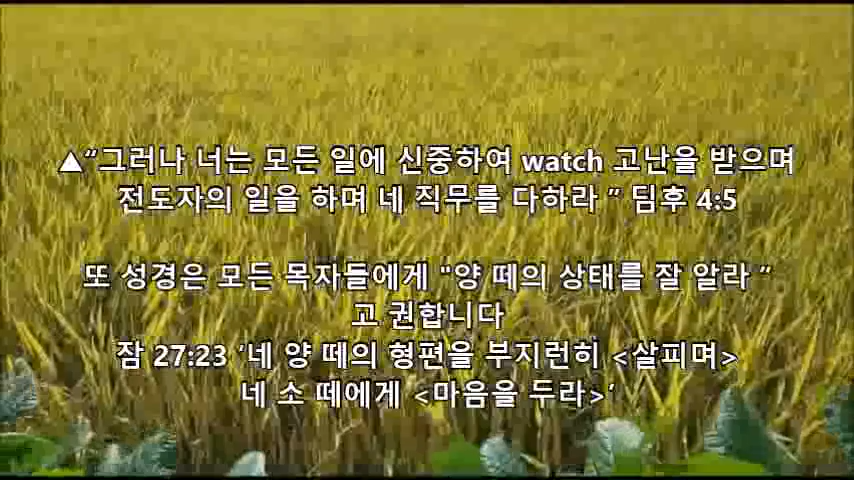 ▲“그러나 너는 모든 일에 신중하여 watch 고난을 받으며
전도자의 일을 하며 네 직무를 다하라 ” 딤후 4:5
또 성경은 모든 목자들에게 "양 떼의 상태를 잘 알라 ”
고 권합니다
잠 27:23 ‘네 양 떼의 형편을 부지런히 <살피며>
네 소 떼에게 <마음을 두라>’